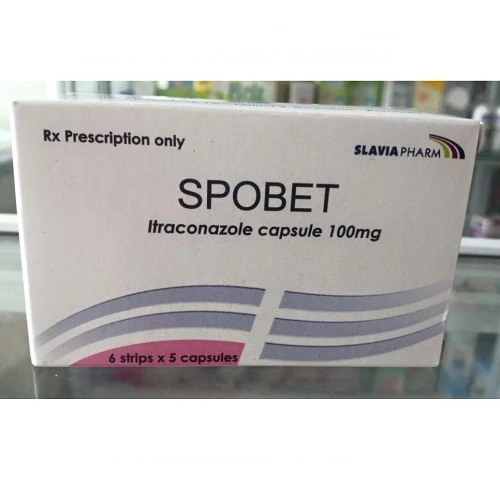 Rx Prescription only
SLAVIA PHARM
SPOBET
Itraconazole capsule 100mg
6 strips x 5 capsules